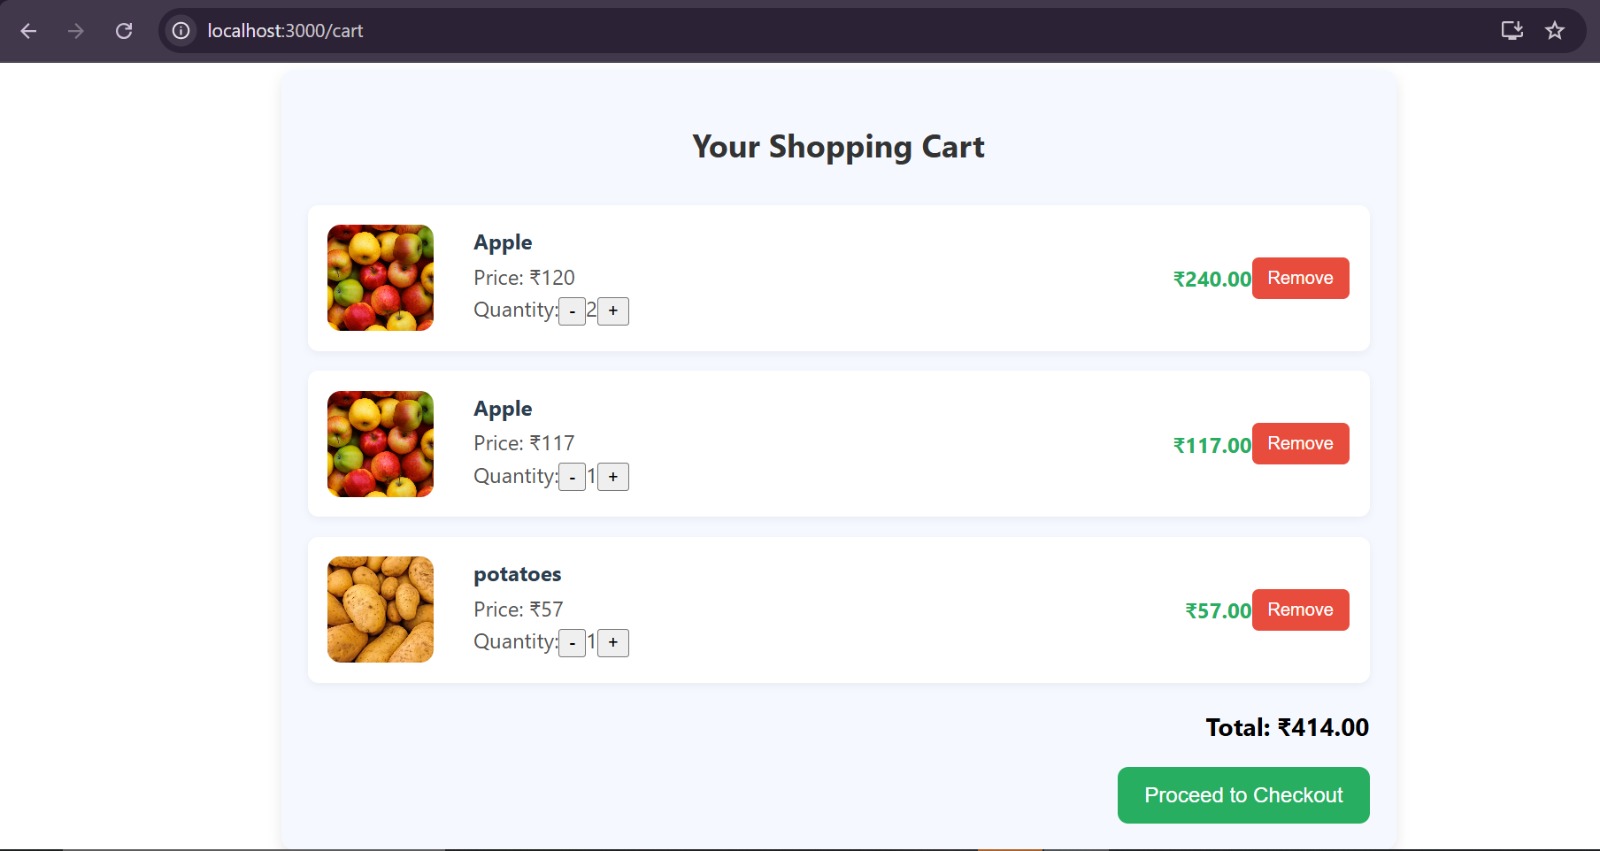 localhost:3000/cart
Your Shopping Cart
Apple
Price: ₹120
Quantity: - 2 +
₹240.00 Remove
Apple
Price: ₹117
Quantity: - 1 +
₹117.00 Remove
potatoes
Price: ₹57
Quantity: - 1 +
₹57.00 Remove
Total: ₹414.00
Proceed to Checkout